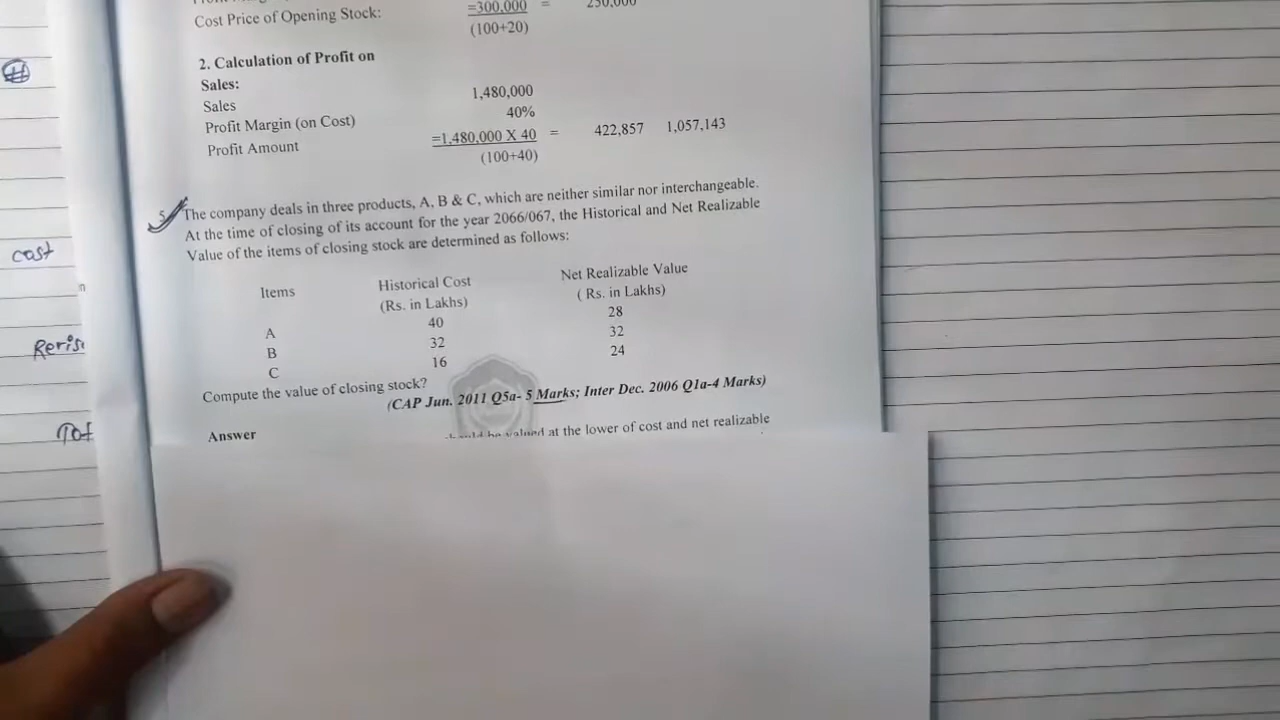 Cost Price of Opening Stock: =300,000 = 250,000
(100+20)
2. Calculation of Profit on
Sales:
Sales 1,480,000
Profit Margin (on Cost) 40%
Profit Amount =1,480,000 X 40 = 422,857 1,057,143
(100+40)
5. The company deals in three products, A, B & C, which are neither similar nor interchangeable.
At the time of closing of its account for the year 2066/067, the Historical and Net Realizable
Value of the items of closing stock are determined as follows:
Items Historical Cost Net Realizable Value
(Rs. in Lakhs) ( Rs. in Lakhs)
A 40 28
B 32 32
C 16 24
Compute the value of closing stock?
(CAP Jun. 2011 Q5a- 5 Marks; Inter Dec. 2006 Q1a-4 Marks)
Answer
should be valued at the lower of cost and net realizable
cost